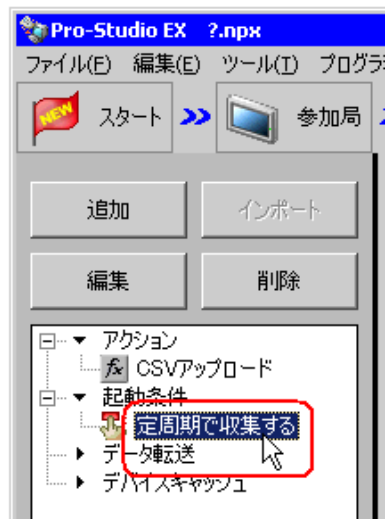 Pro-Studio EX ?.npx
ファイル(F) 編集(E) ツール(T) プログラ
NEW スタート 参加局
追加 インポート
編集 削除
アクション
fx CSVアップロード
起動条件
定周期で収集する
データ転送
デバイスキャッシュ